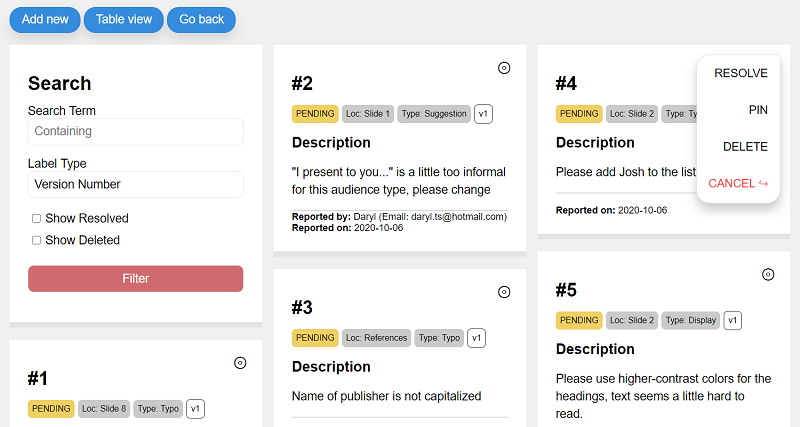 Add new
Table view
Go back
Search
Search Term
Containing
Label Type
Version Number
Show Resolved
Show Deleted
Filter
#1
PENDING
Loc: Slide 8
Type: Typo
v1
#2
PENDING
Loc: Slide 1
Type: Suggestion
v1
Description
"I present to you..." is a little too informal
for this audience type, please change
Reported by: Daryl (Email: daryl.ts@hotmail.com)
Reported on: 2020-10-06
#3
PENDING
Loc: References
Type: Typo
v1
Description
Name of publisher is not capitalized
#4
PENDING
Loc: Slide 2
Description
Please add Josh to the list
Reported on: 2020-10-06
RESOLVE
PIN
DELETE
CANCEL ↪
#5
PENDING
Loc: Slide 2
Type: Display
v1
Description
Please use higher-contrast colors for the
headings, text seems a little hard to
read.